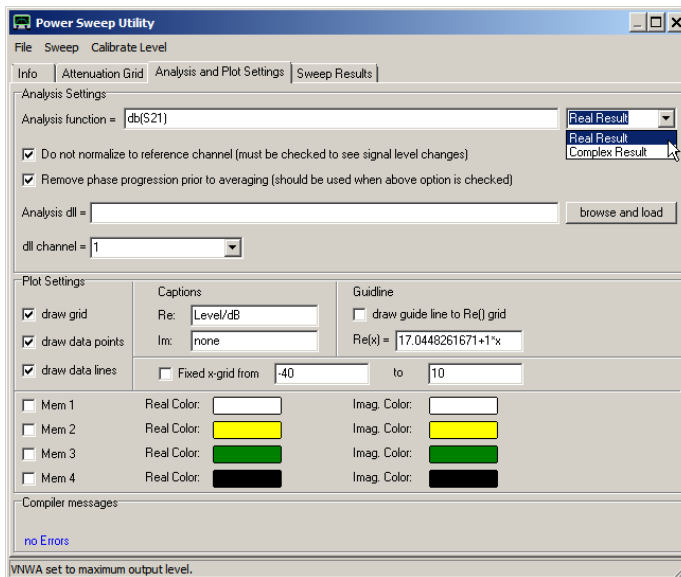 Power Sweep Utility
File Sweep Calibrate Level
Info Attenuation Grid Analysis and Plot Settings Sweep Results
Analysis Settings
Analysis function = db(S21) Real Result
Real Result
Complex Result
Do not normalize to reference channel (must be checked to see signal level changes)
Remove phase progression prior to averaging (should be used when above option is checked)
Analysis dll = browse and load
dll channel = 1
Plot Settings
Captions Guidline
draw grid Re: Level/dB draw guide line to Re() grid
draw data points Im: none Re(x) = 17.0448261671+1*x
draw data lines Fixed x-grid from -40 to 10
Mem 1 Real Color: Imag. Color:
Mem 2 Real Color: Imag. Color:
Mem 3 Real Color: Imag. Color:
Mem 4 Real Color: Imag. Color:
Compiler messages
no Errors
VNWA set to maximum output level.